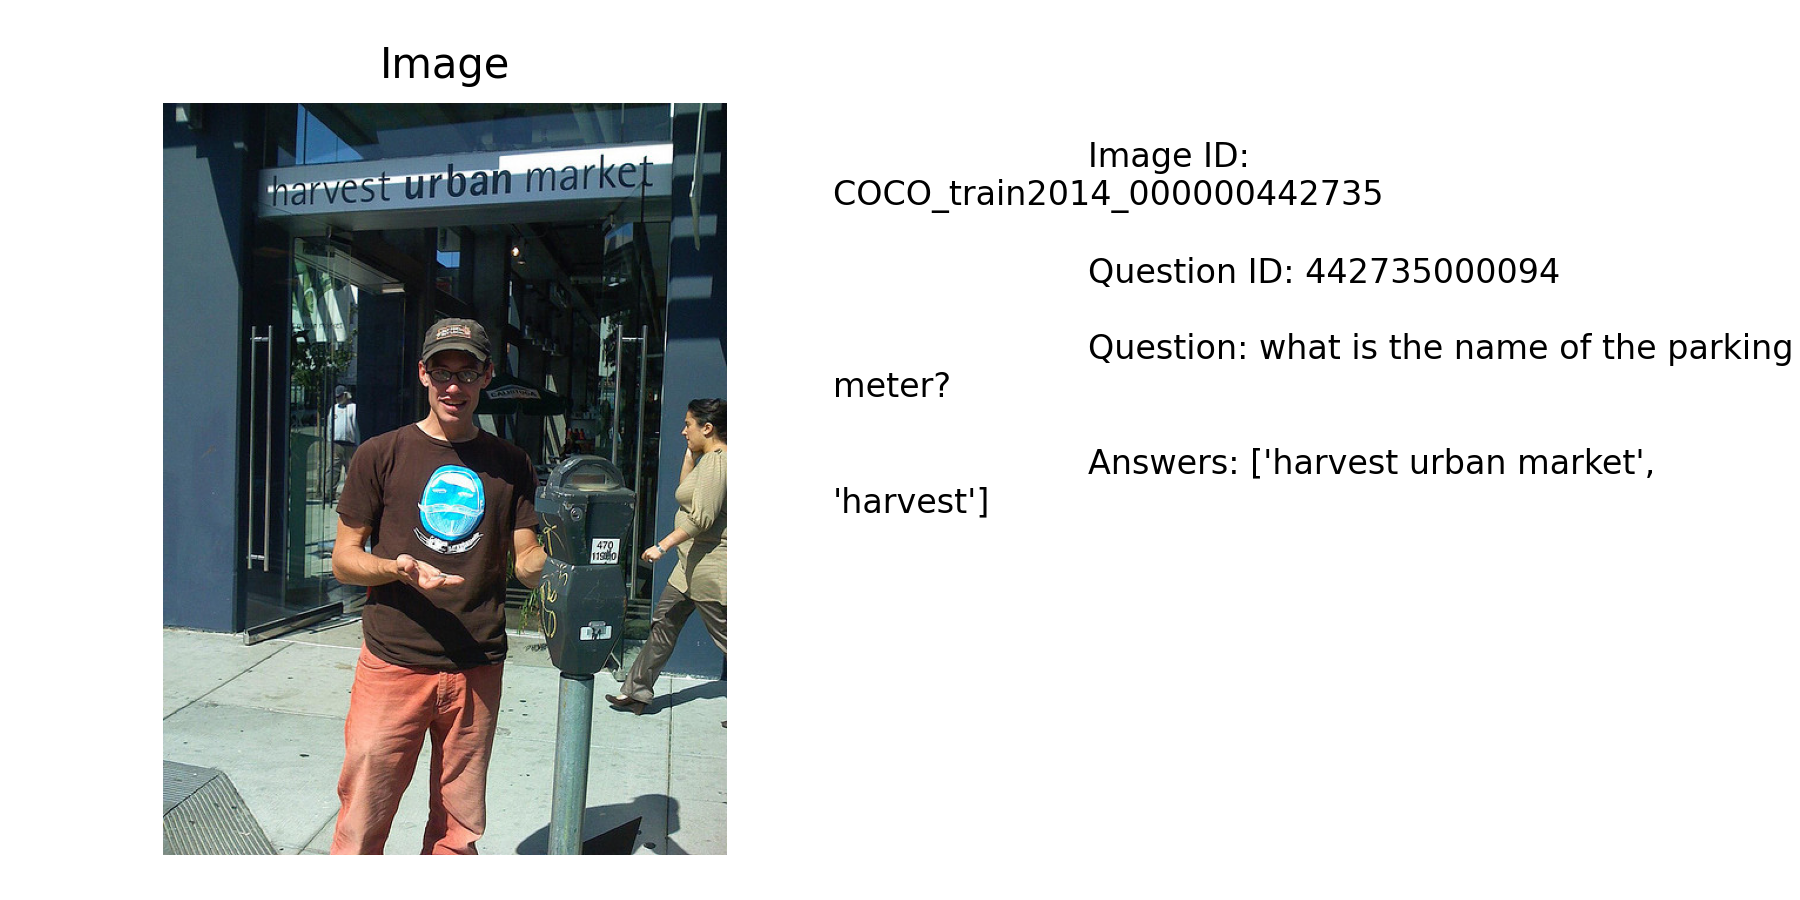 Image
harvest urban market
470
Image ID:
COCO_train2014_000000442735
Question ID: 442735000094
Question: what is the name of the parking
meter?
Answers: ['harvest urban market',
'harvest']